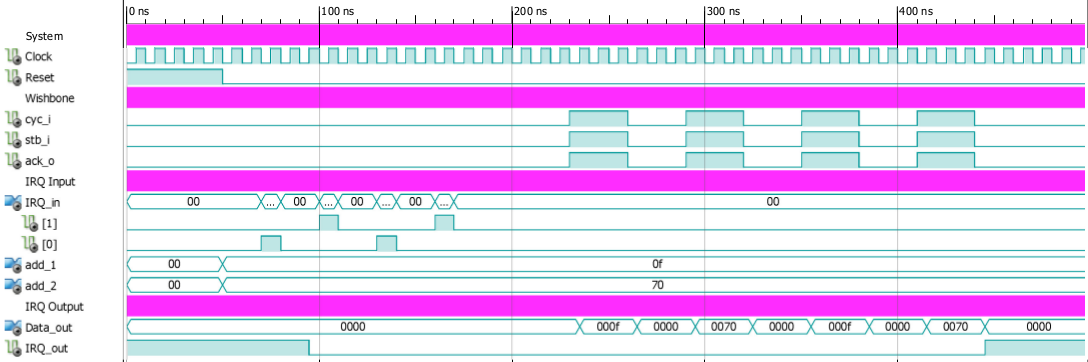 0 ns 100 ns 200 ns 300 ns 400 ns
System
Clock
Reset
Wishbone
cyc_i
stb_i
ack_o
IRQ Input
IRQ_in 00 ... 00 ... 00 ... 00 ... 00
[1]
[0]
add_1 00 0f
add_2 00 70
IRQ Output
Data_out 0000 000f 0000 0070 0000 000f 0000 0070 0000
IRQ_out